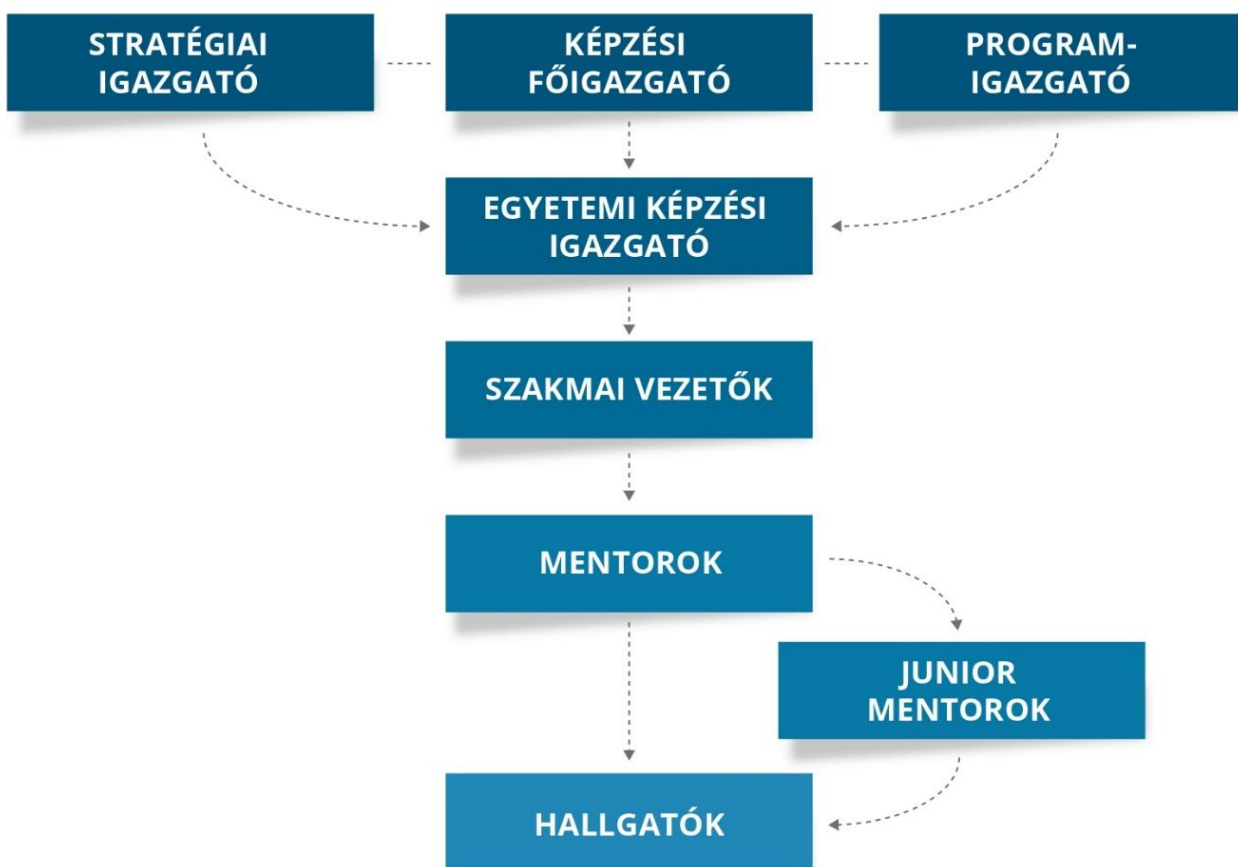 STRATÉGIAI
IGAZGATÓ
KÉPZÉSI
FŐIGAZGATÓ
PROGRAM-
IGAZGATÓ
EGYETEMI KÉPZÉSI
IGAZGATÓ
SZAKMAI VEZETŐK
MENTOROK
JUNIOR
MENTOROK
HALLGATÓK